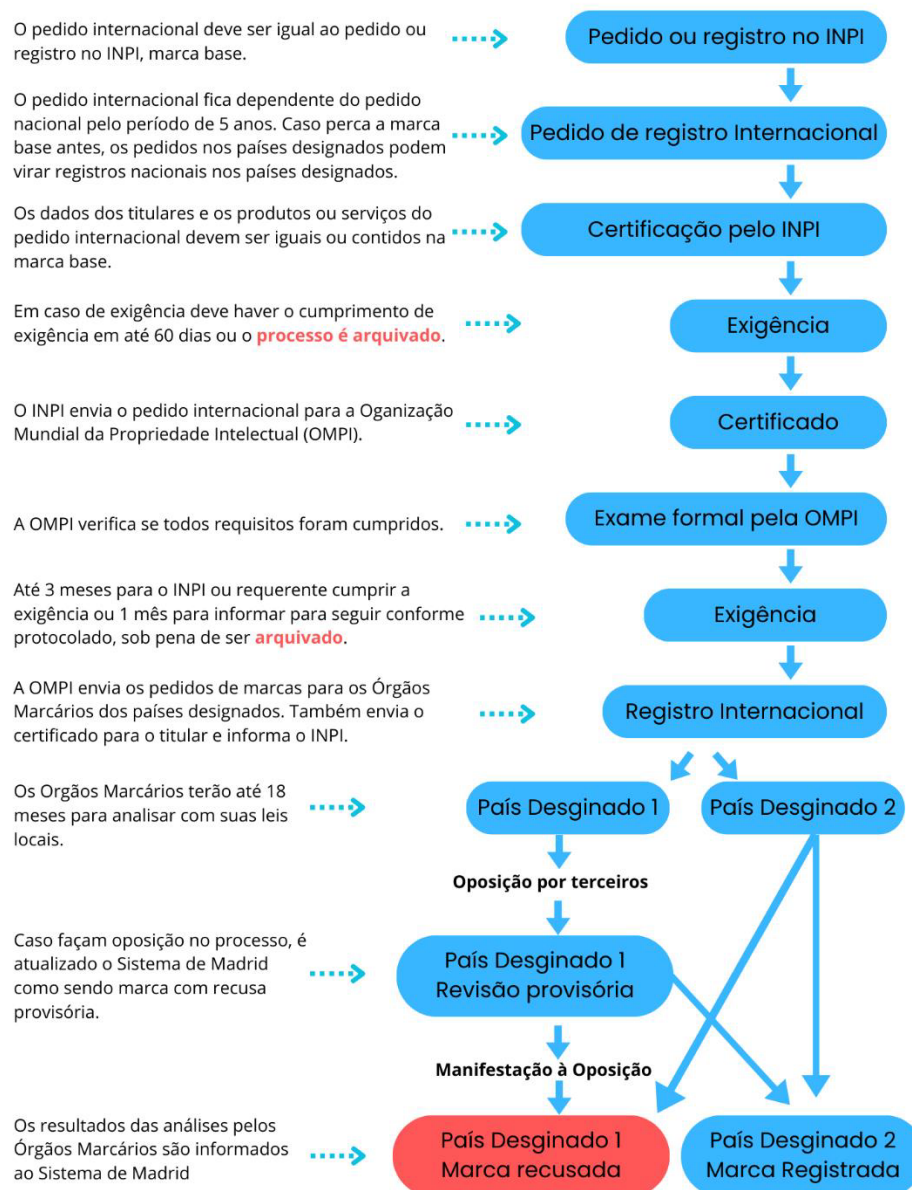 O pedido internacional deve ser igual ao pedido ou
registro no INPI, marca base.
Pedido ou registro no INPI
O pedido internacional fica dependente do pedido
nacional pelo período de 5 anos. Caso perca a marca
base antes, os pedidos nos países designados podem
virar registros nacionais nos países designados.
Pedido de registro Internacional
Os dados dos titulares e os produtos ou serviços do
pedido internacional devem ser iguais ou contidos na
marca base.
Certificação pelo INPI
Em caso de exigência deve haver o cumprimento de
exigência em até 60 dias ou o processo é arquivado.
Exigência
O INPI envia o pedido internacional para a Oganização
Mundial da Propriedade Intelectual (OMPI).
Certificado
A OMPI verifica se todos requisitos foram cumpridos.
Exame formal pela OMPI
Até 3 meses para o INPI ou requerente cumprir a
exigência ou 1 mês para informar para seguir conforme
protocolado, sob pena de ser arquivado.
Exigência
A OMPI envia os pedidos de marcas para os Órgãos
Marcários dos países designados. Também envia o
certificado para o titular e informa o INPI.
Registro Internacional
Os Orgãos Marcários terão até 18
meses para analisar com suas leis
locais.
País Desginado 1
País Desginado 2
Oposição por terceiros
Caso façam oposição no processo, é
atualizado o Sistema de Madrid
como sendo marca com recusa
provisória.
País Desginado 1
Revisão provisória
Manifestação à Oposição
Os resultados das análises pelos
Órgãos Marcários são informados
ao Sistema de Madrid
País Desginado 1
Marca recusada
País Desginado 2
Marca Registrada